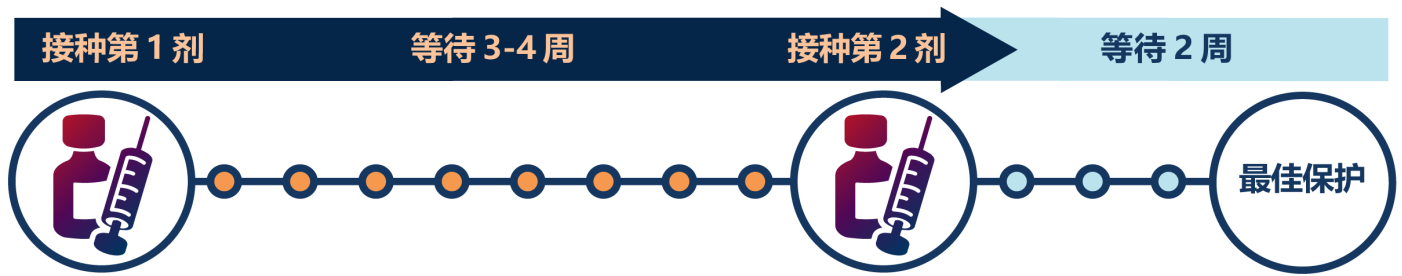 接种第 1 剂 等待 3-4 周 接种第 2 剂 等待 2 周
最佳保护